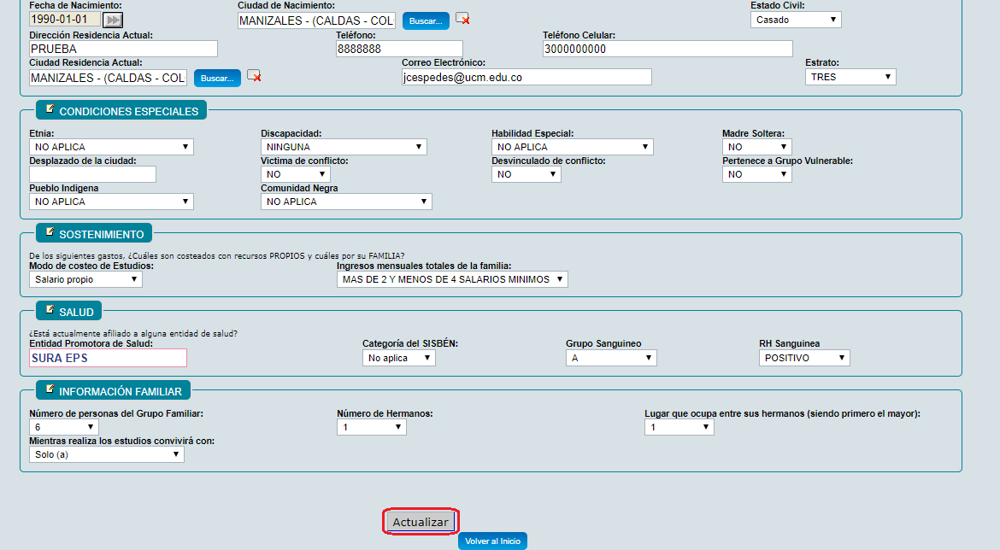 Fecha de Nacimiento: Ciudad de Nacimiento: Estado Civil:
1990-01-01 MANIZALES - (CALDAS - COL Buscar... Casado
Dirección Residencia Actual: Teléfono: Teléfono Celular:
PRUEBA 8888888 3000000000
Ciudad Residencia Actual: Correo Electrónico: Estrato:
MANIZALES - (CALDAS - COL Buscar... jcespedes@ucm.edu.co TRES
CONDICIONES ESPECIALES
Etnia: Discapacidad: Habilidad Especial: Madre Soltera:
NO APLICA NINGUNA NO APLICA NO
Desplazado de la ciudad: Victima de conflicto: Desvinculado de conflicto: Pertenece a Grupo Vulnerable:
NO NO NO
Pueblo Indigena Comunidad Negra
NO APLICA NO APLICA
SOSTENIMIENTO
De los siguientes gastos, ¿Cuáles son costeados con recursos PROPIOS y cuáles por su FAMILIA?
Modo de costeo de Estudios: Ingresos mensuales totales de la familia:
Salario propio MAS DE 2 Y MENOS DE 4 SALARIOS MINIMOS
SALUD
¿Está actualmente afiliado a alguna entidad de salud?
Entidad Promotora de Salud: Categoría del SISBÉN: Grupo Sanguineo RH Sanguinea
SURA EPS No aplica A POSITIVO
INFORMACIÓN FAMILIAR
Número de personas del Grupo Familiar: Número de Hermanos: Lugar que ocupa entre sus hermanos (siendo primero el mayor):
6 1 1
Mientras realiza los estudios convivirá con:
Solo (a)
Actualizar
Volver al Inicio